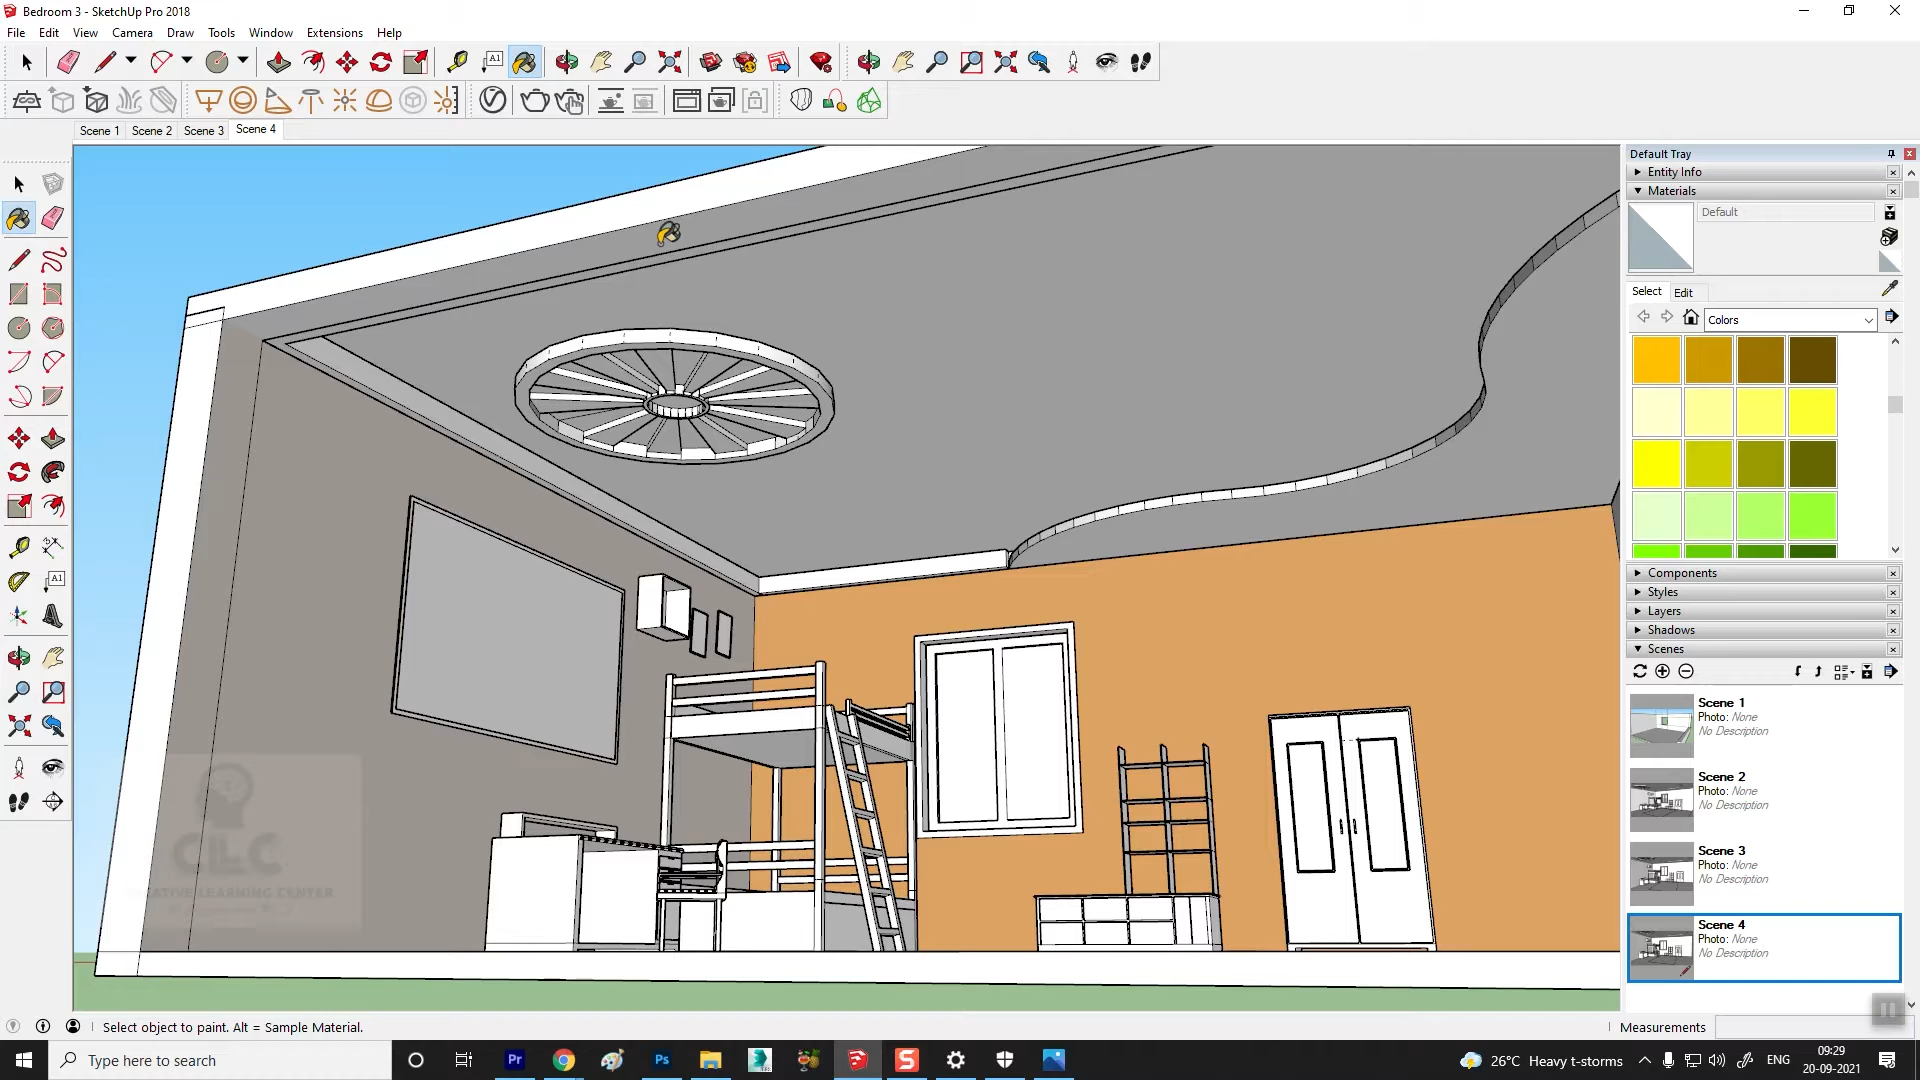 Bedroom 3 - SketchUp Pro 2018
File Edit View Camera Draw Tools Window Extensions Help
Scene 1 Scene 2 Scene 3 Scene 4
Default Tray
Entity Info
Materials
Default
Select Edit
Colors
Components
Styles
Layers
Shadows
Scenes
Scene 1
Photo: None
No Description
Scene 2
Photo: None
No Description
Scene 3
Photo: None
No Description
Scene 4
Photo: None
No Description
CLC
CREATIVE LEARNING CENTER
Select object to paint. Alt = Sample Material.
Measurements
Type here to search
26°C Heavy t-storms
ENG
09:29
20-09-2021